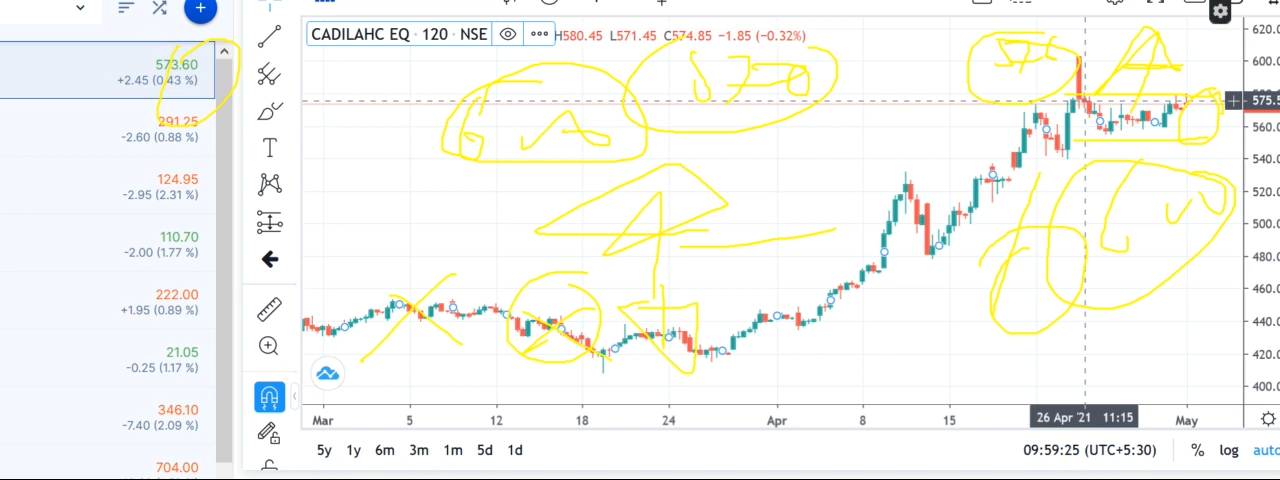 573.60
+2.45 (0.43 %)
291.25
-2.60 (0.88 %)
124.95
-2.95 (2.31 %)
110.70
-2.00 (1.77 %)
222.00
+1.95 (0.89 %)
21.05
-0.25 (1.17 %)
346.10
-7.40 (2.09 %)
704.00
CADILAHC EQ · 120 · NSE
H580.45 L571.45 C574.85 −1.85 (−0.32%)
620.0
600.0
575.5
560.0
540.0
520.0
500.0
480.0
460.0
440.0
420.0
400.0
Mar 5 12 18 24 Apr 8 15 26 Apr '21 11:15 May
5y 1y 6m 3m 1m 5d 1d
09:59:25 (UTC+5:30) % log auto